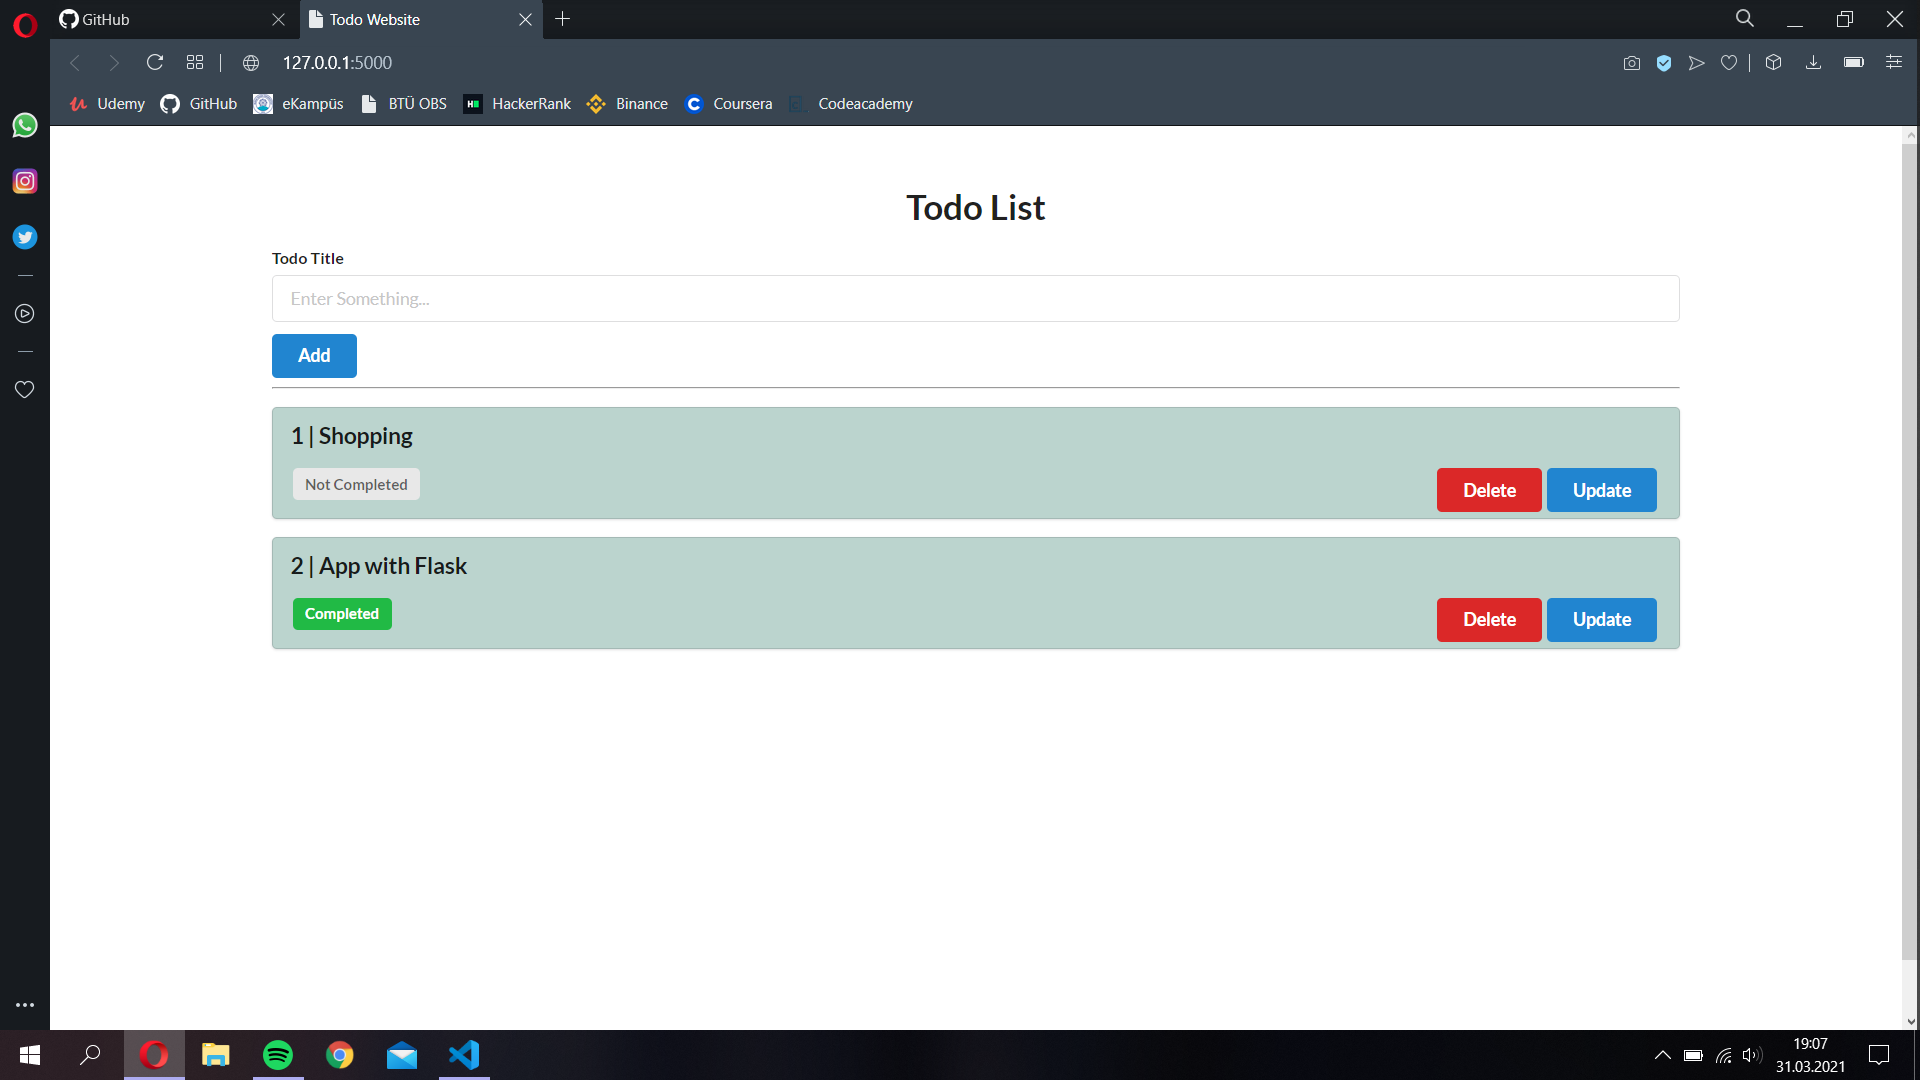 GitHub
Todo Website
127.0.0.1:5000
Udemy
GitHub
eKampüs
BTÜ OBS
HackerRank
Binance
Coursera
Codeacademy
Todo List
Todo Title
Enter Something...
Add
1 | Shopping
Not Completed
Delete
Update
2 | App with Flask
Completed
Delete
Update
19:07
31.03.2021